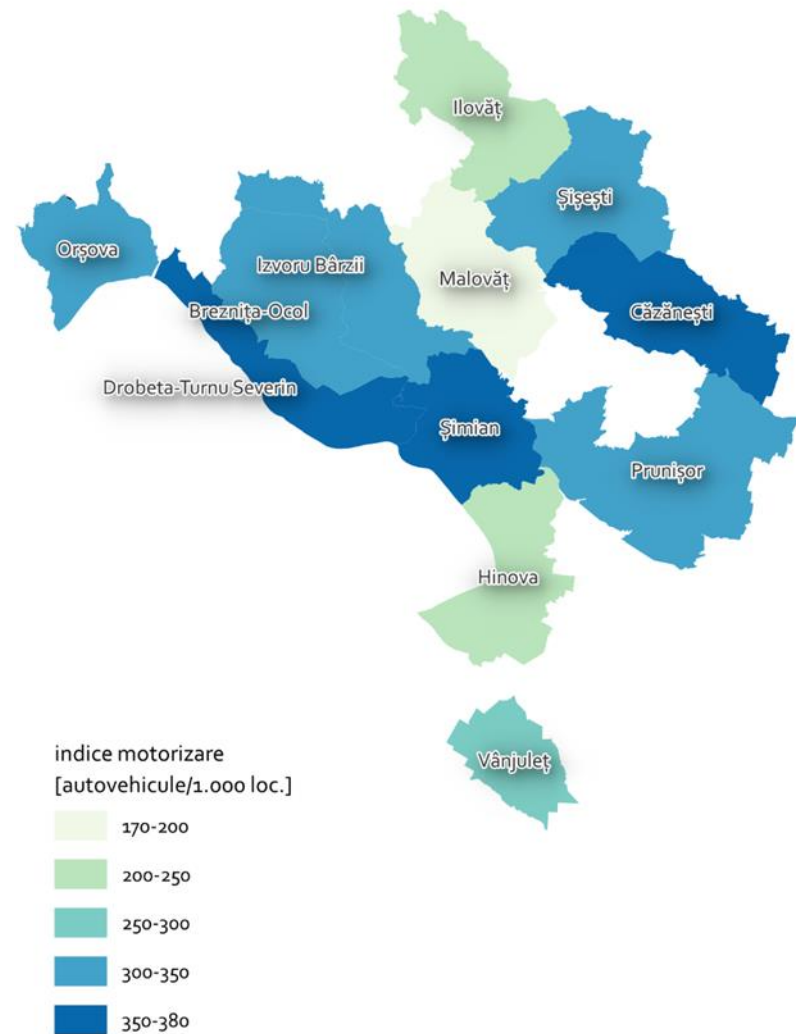 Ilovăț
Șișești
Orșova
Izvoru Bârzii
Malovăț
Breznița-Ocol
Căzănești
Drobeta-Turnu Severin
Șimian
Prunișor
Hinova
Vânjuleț
indice motorizare
[autovehicule/1.000 loc.]
170-200
200-250
250-300
300-350
350-380